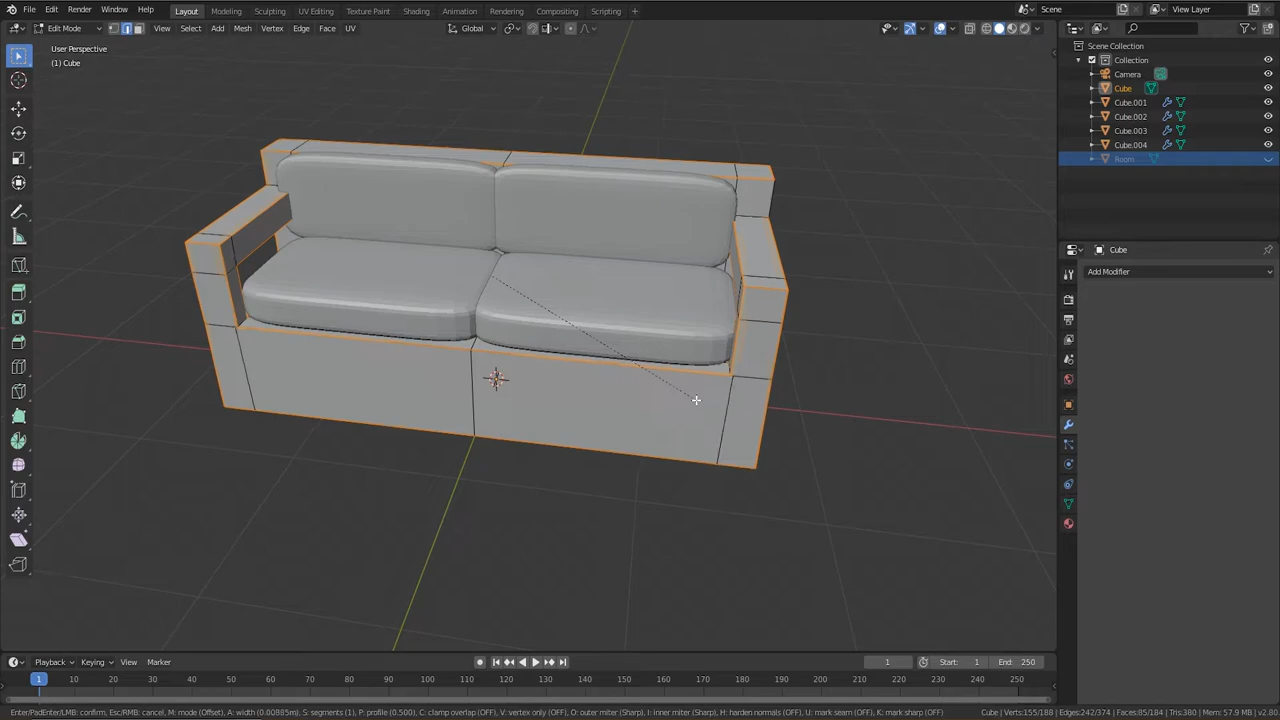 File Edit Render Window Help Layout Modeling Sculpting UV Editing Texture Paint Shading Animation Rendering Compositing Scripting + Scene View Layer
Edit Mode View Select Add Mesh Vertex Edge Face UV Global
User Perspective
(1) Cube
Scene Collection
Collection
Camera
Cube
Cube.001
Cube.002
Cube.003
Cube.004
Room
Cube
Add Modifier
Playback Keying View Marker 1 Start: 1 End: 250
1 10 20 30 40 50 60 70 80 90 100 110 120 130 140 150 160 170 180 190 200 210 220 230 240 250
Enter/PadEnter/LMB: confirm, Esc/RMB: cancel, M: mode (Offset), A: width (0.00885m), S: segments (1), P: profile (0.500), C: clamp overlap (OFF), V: vertex only (OFF), O: outer miter (Sharp), I: inner miter (Sharp), H: harden normals (OFF), U: mark seam (OFF), K: mark sharp (OFF) Cube | Verts:155/188 | Edges:242/374 | Faces:85/184 | Tris:380 | Mem: 57.9 MB | v2.80